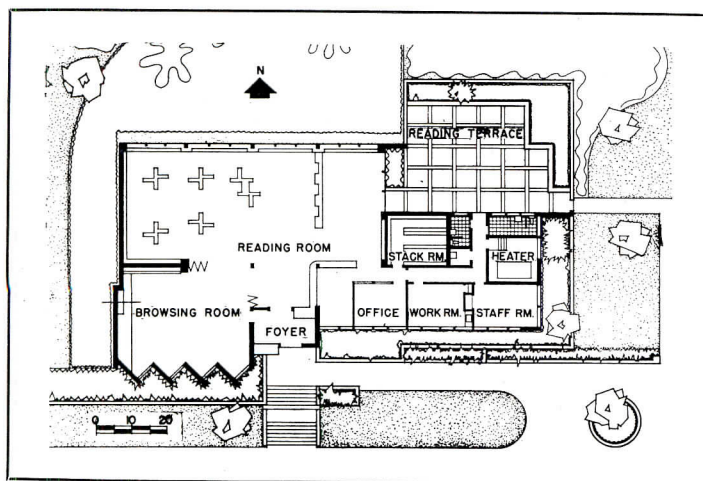 N
READING TERRACE
READING ROOM
STACK RM.
HEATER
BROWSING ROOM
OFFICE
WORK RM.
STAFF RM.
FOYER
0 10 20